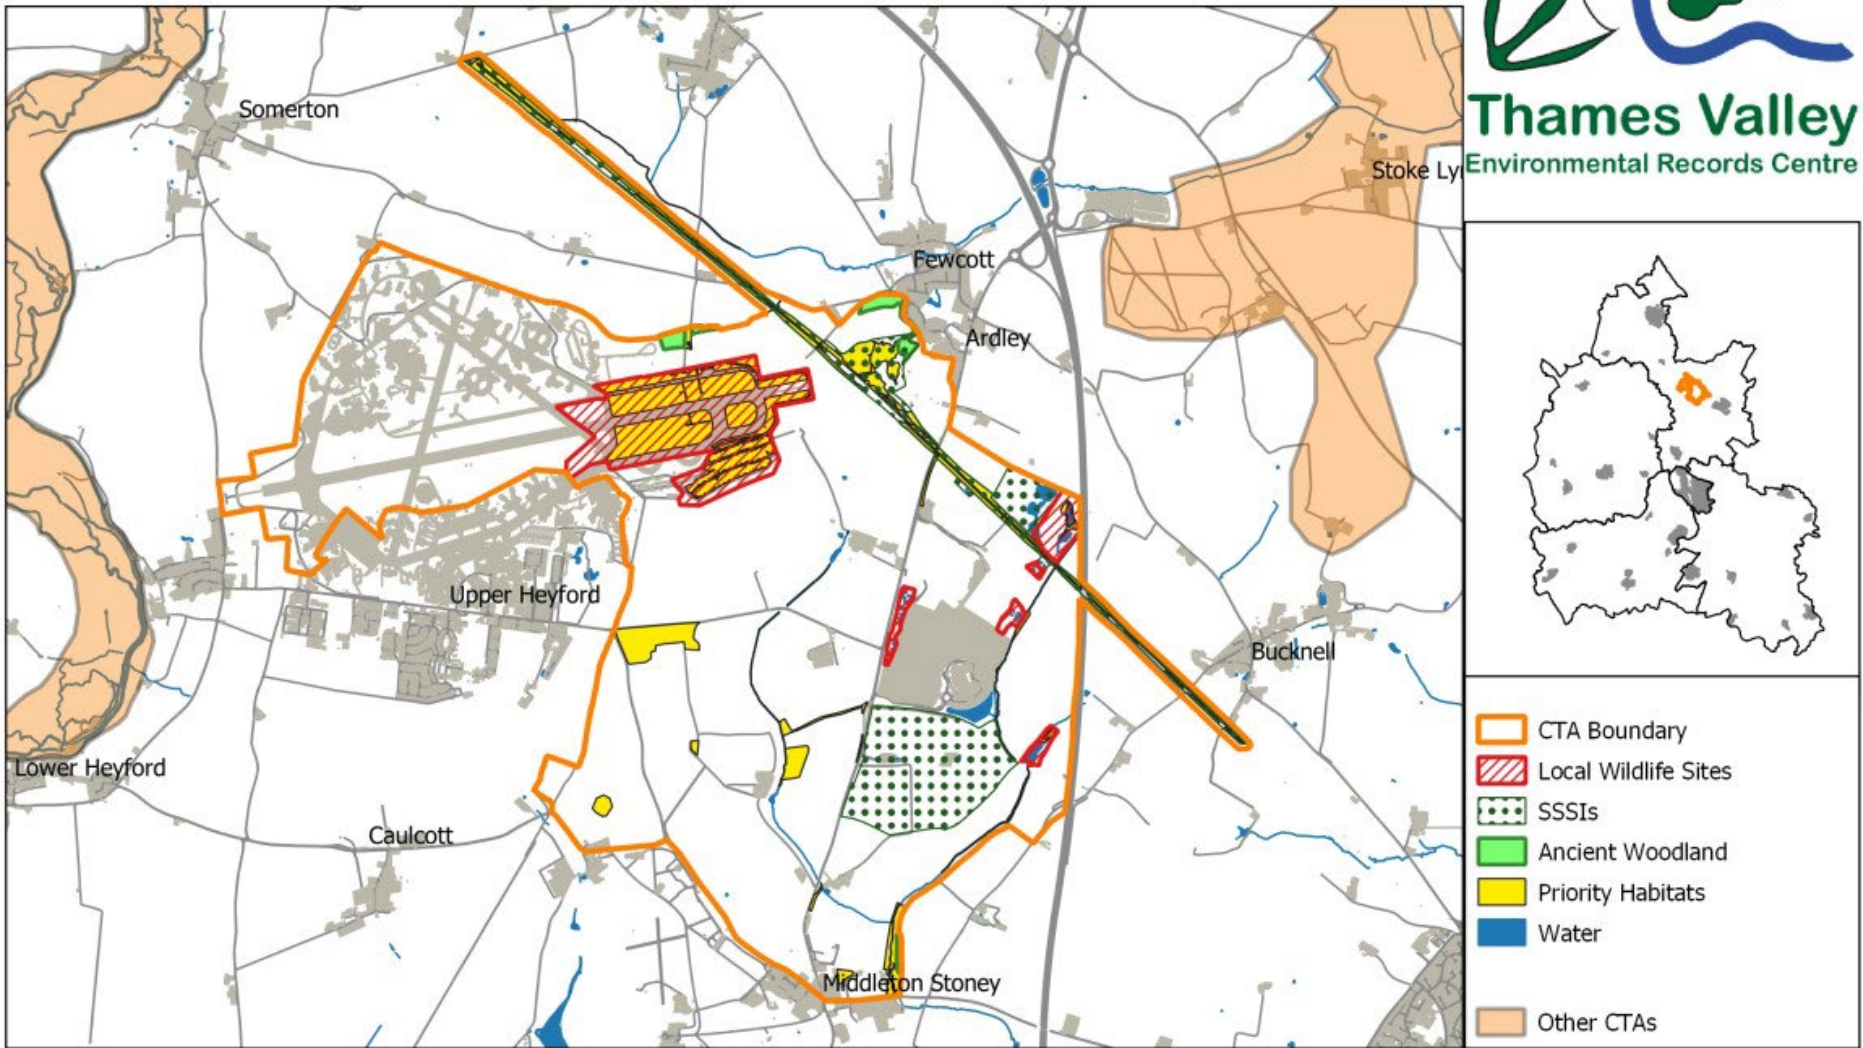 Somerton
Fewcott
Ardley
Upper Heyford
Lower Heyford
Caulcott
Middleton Stoney
Bucknell
Stoke Ly
Thames Valley
Environmental Records Centre
CTA Boundary
Local Wildlife Sites
SSSIs
Ancient Woodland
Priority Habitats
Water
Other CTAs